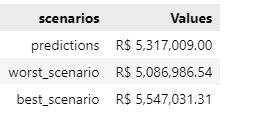 scenarios Values
predictions R$ 5,317,009.00
worst_scenario R$ 5,086,986.54
best_scenario R$ 5,547,031.31